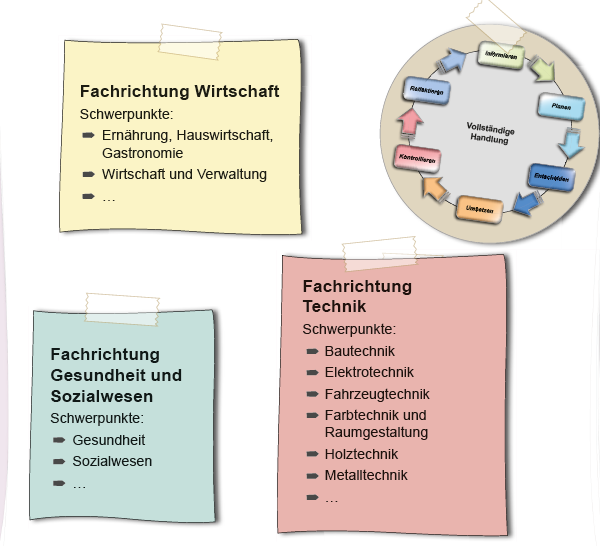 Fachrichtung Wirtschaft
Schwerpunkte:
Ernährung, Hauswirtschaft,
Gastronomie
Wirtschaft und Verwaltung
…
Informieren
Planen
Entscheiden
Umsetzen
Kontrollieren
Reflektieren
Vollständige
Handlung
Fachrichtung
Gesundheit und
Sozialwesen
Schwerpunkte:
Gesundheit
Sozialwesen
…
Fachrichtung
Technik
Schwerpunkte:
Bautechnik
Elektrotechnik
Fahrzeugtechnik
Farbtechnik und
Raumgestaltung
Holztechnik
Metalltechnik
…